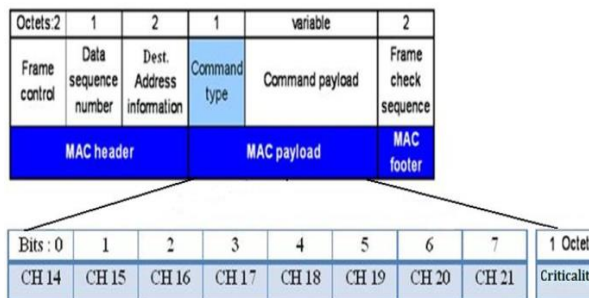 Octets:2 1 2 1 variable 2
Frame control Data sequence number Dest. Address information Command type Command payload Frame check sequence
MAC header MAC payload MAC footer
Bits : 0 1 2 3 4 5 6 7 1 Octet
CH 14 CH 15 CH 16 CH 17 CH 18 CH 19 CH 20 CH 21 Criticalit